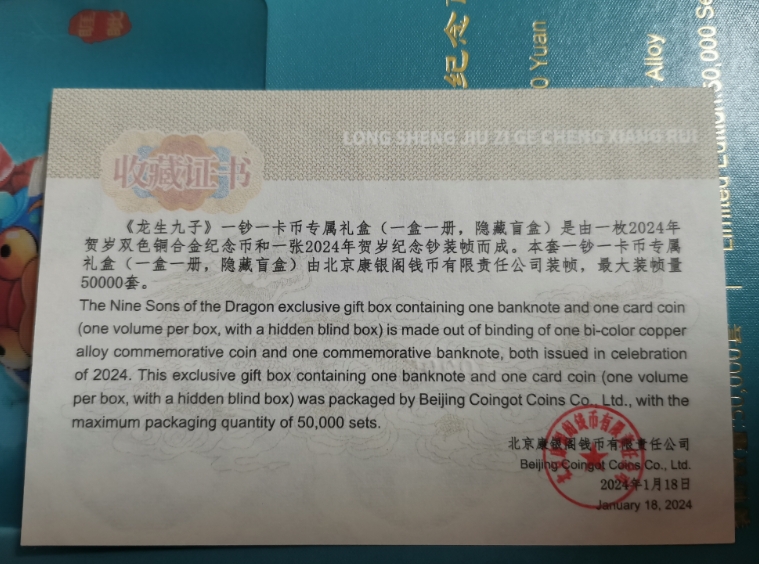 纪念
0 Yuan
Alloy
Limited Edition 50,000 Se
LONG SHENG JIU ZI GE CHENG XIANG RUI
收藏证书
《龙生九子》一钞一卡币专属礼盒（一盒一册，隐藏盲盒）是由一枚2024年
贺岁双色铜合金纪念币和一张2024年贺岁纪念钞装帧而成。本套一钞一卡币专属
礼盒（一盒一册，隐藏盲盒）由北京康银阁钱币有限责任公司装帧，最大装帧量
50000套。
The Nine Sons of the Dragon exclusive gift box containing one banknote and one card coin
(one volume per box, with a hidden blind box) is made out of binding of one bi-color copper
alloy commemorative coin and one commemorative banknote, both issued in celebration
of 2024. This exclusive gift box containing one banknote and one card coin (one volume
per box, with a hidden blind box) was packaged by Beijing Coingot Coins Co., Ltd., with the
maximum packaging quantity of 50,000 sets.
北京康银阁钱币有限责任公司
Beijing Coingot Coins Co., Ltd.
2024年1月18日
January 18, 2024